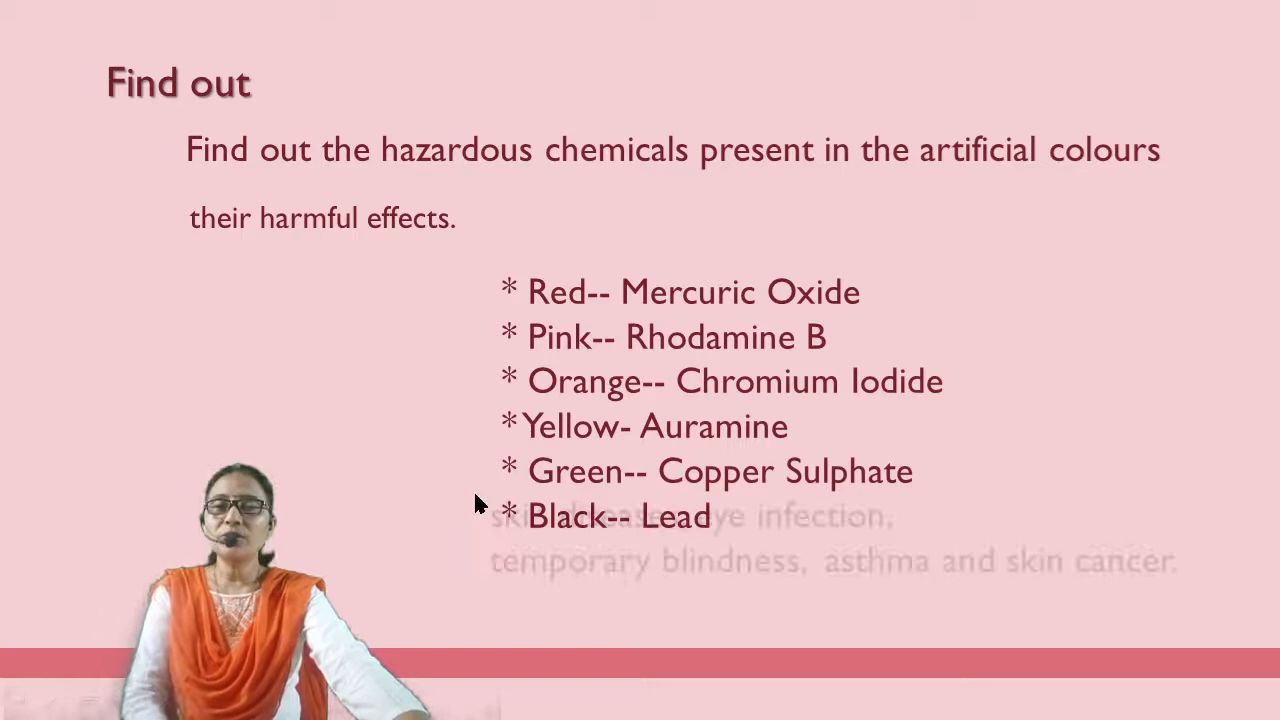 Find out
Find out the hazardous chemicals present in the artificial colours
their harmful effects.
* Red-- Mercuric Oxide
* Pink-- Rhodamine B
* Orange-- Chromium Iodide
* Yellow- Auramine
* Green-- Copper Sulphate
* Black-- Lead
eye infection,
temporary blindness, asthma and skin cancer.